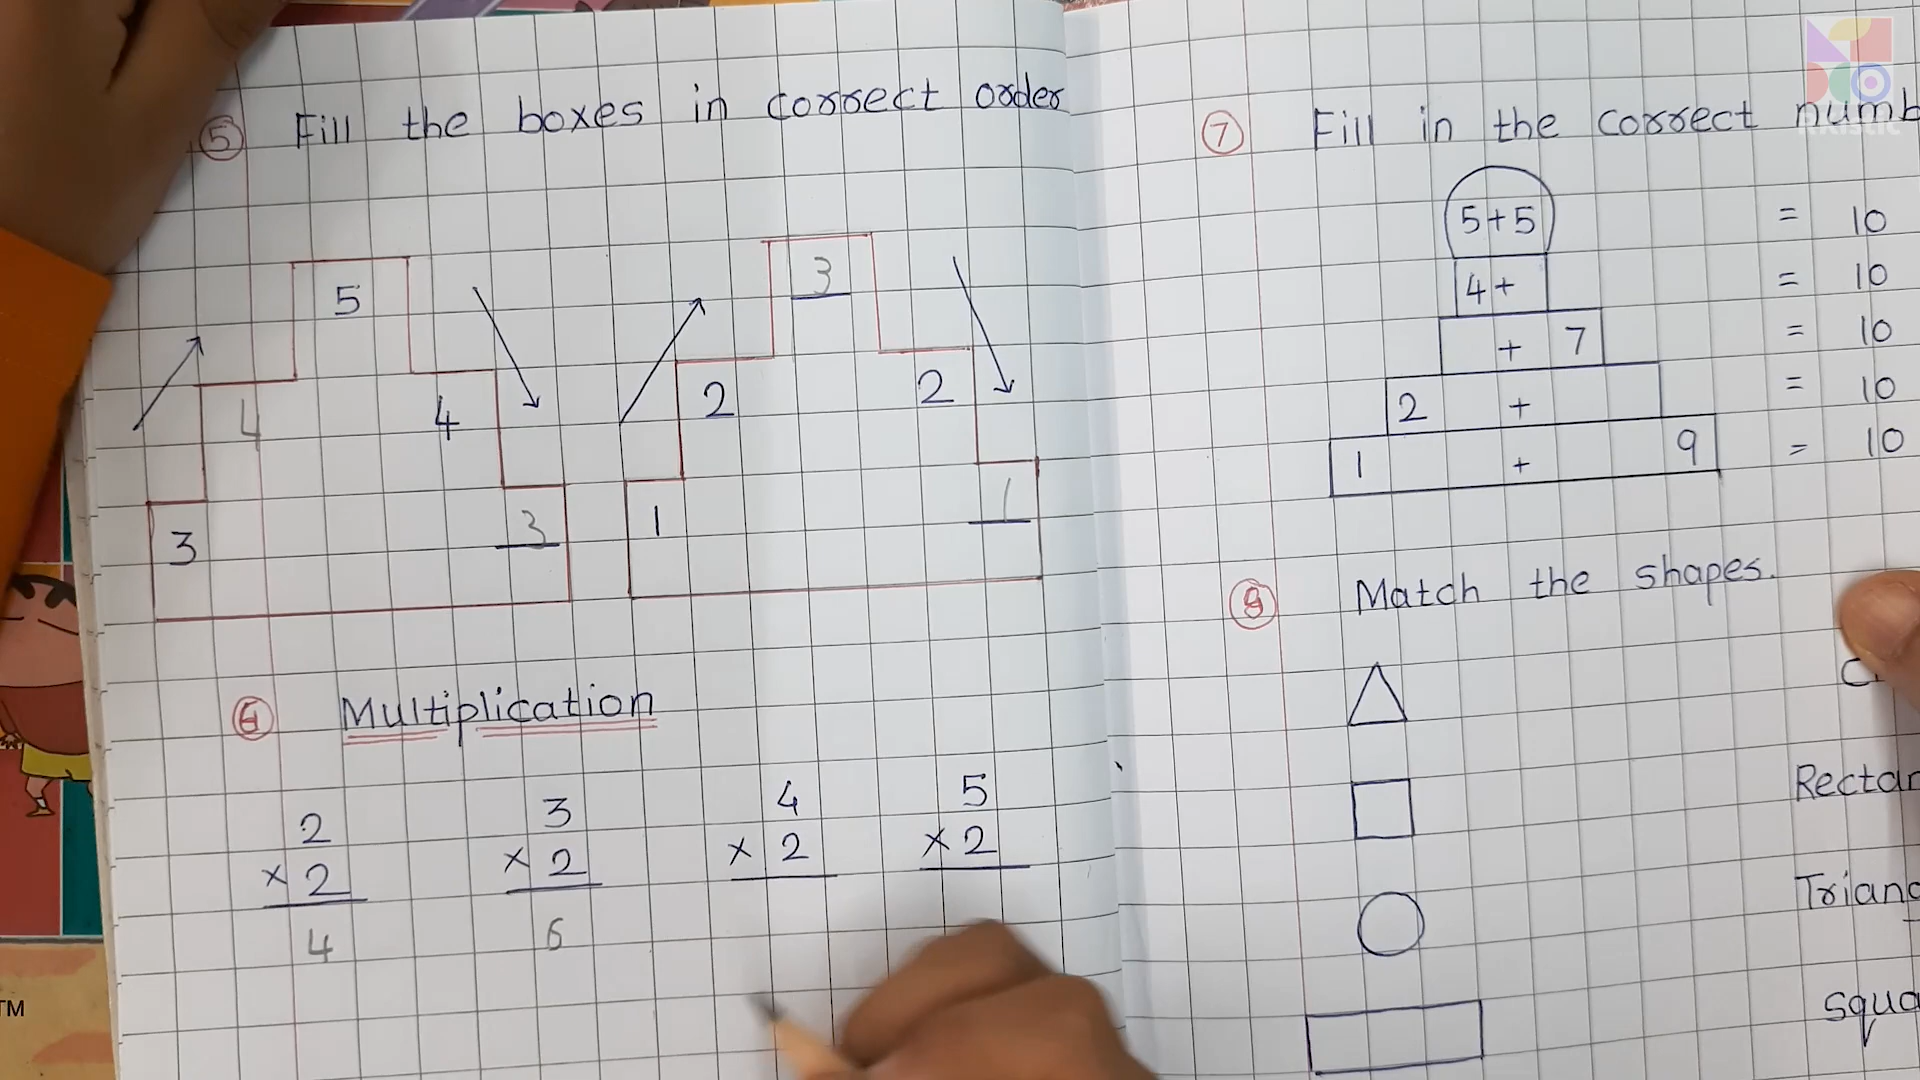 5 Fill the boxes in correct order
5
4 4
3 3
3
2 2
1 1
6 Multiplication
2 3 4 5
× 2 × 2 × 2 × 2
4 6
7 Fill in the correct numb
5+5 = 10
4+ = 10
+ 7 = 10
2 + = 10
1 + 9 = 10
8 Match the shapes.
Rectan
Triang
squa
TM